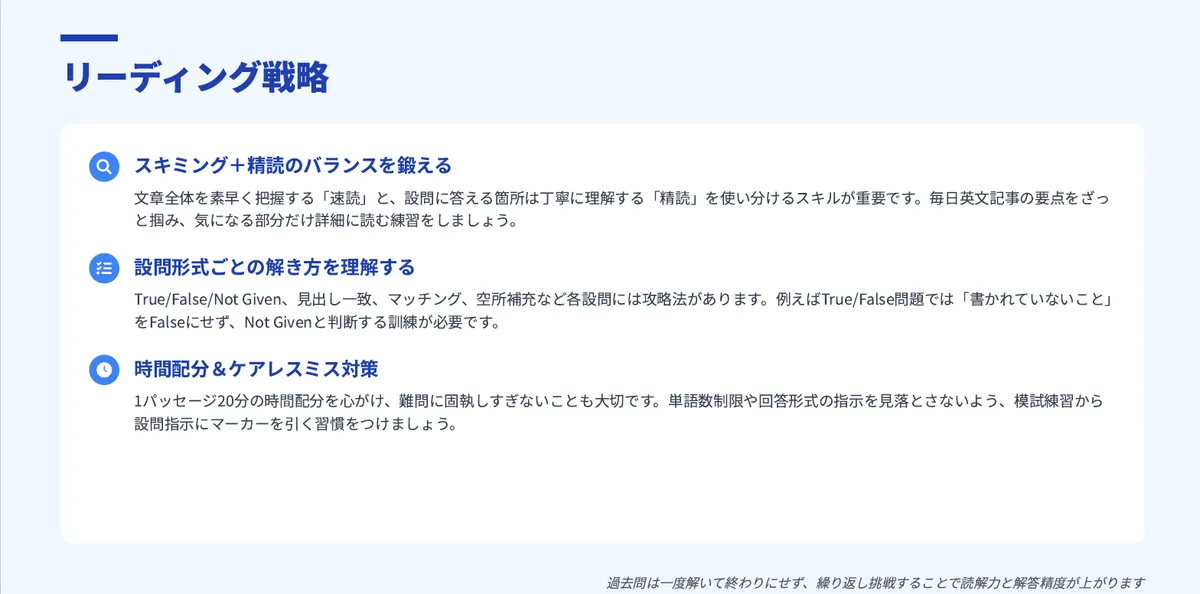 リーディング戦略
スキミング＋精読のバランスを鍛える
文章全体を素早く把握する「速読」と、設問に答える箇所は丁寧に理解する「精読」を使い分けるスキルが重要です。毎日英文記事の要点をざっ
と掴み、気になる部分だけ詳細に読む練習をしましょう。
設問形式ごとの解き方を理解する
True/False/Not Given、見出し一致、マッチング、空所補充など各設問には攻略法があります。例えばTrue/False問題では「書かれていないこと」
をFalseにせず、Not Givenと判断する訓練が必要です。
時間配分＆ケアレスミス対策
1パッセージ20分の時間配分を心がけ、難問に固執しすぎないことも大切です。単語数制限や回答形式の指示を見落とさないよう、模試練習から
設問指示にマーカーを引く習慣をつけましょう。
過去問は一度解いて終わりにせず、繰り返し挑戦することで読解力と解答精度が上がります